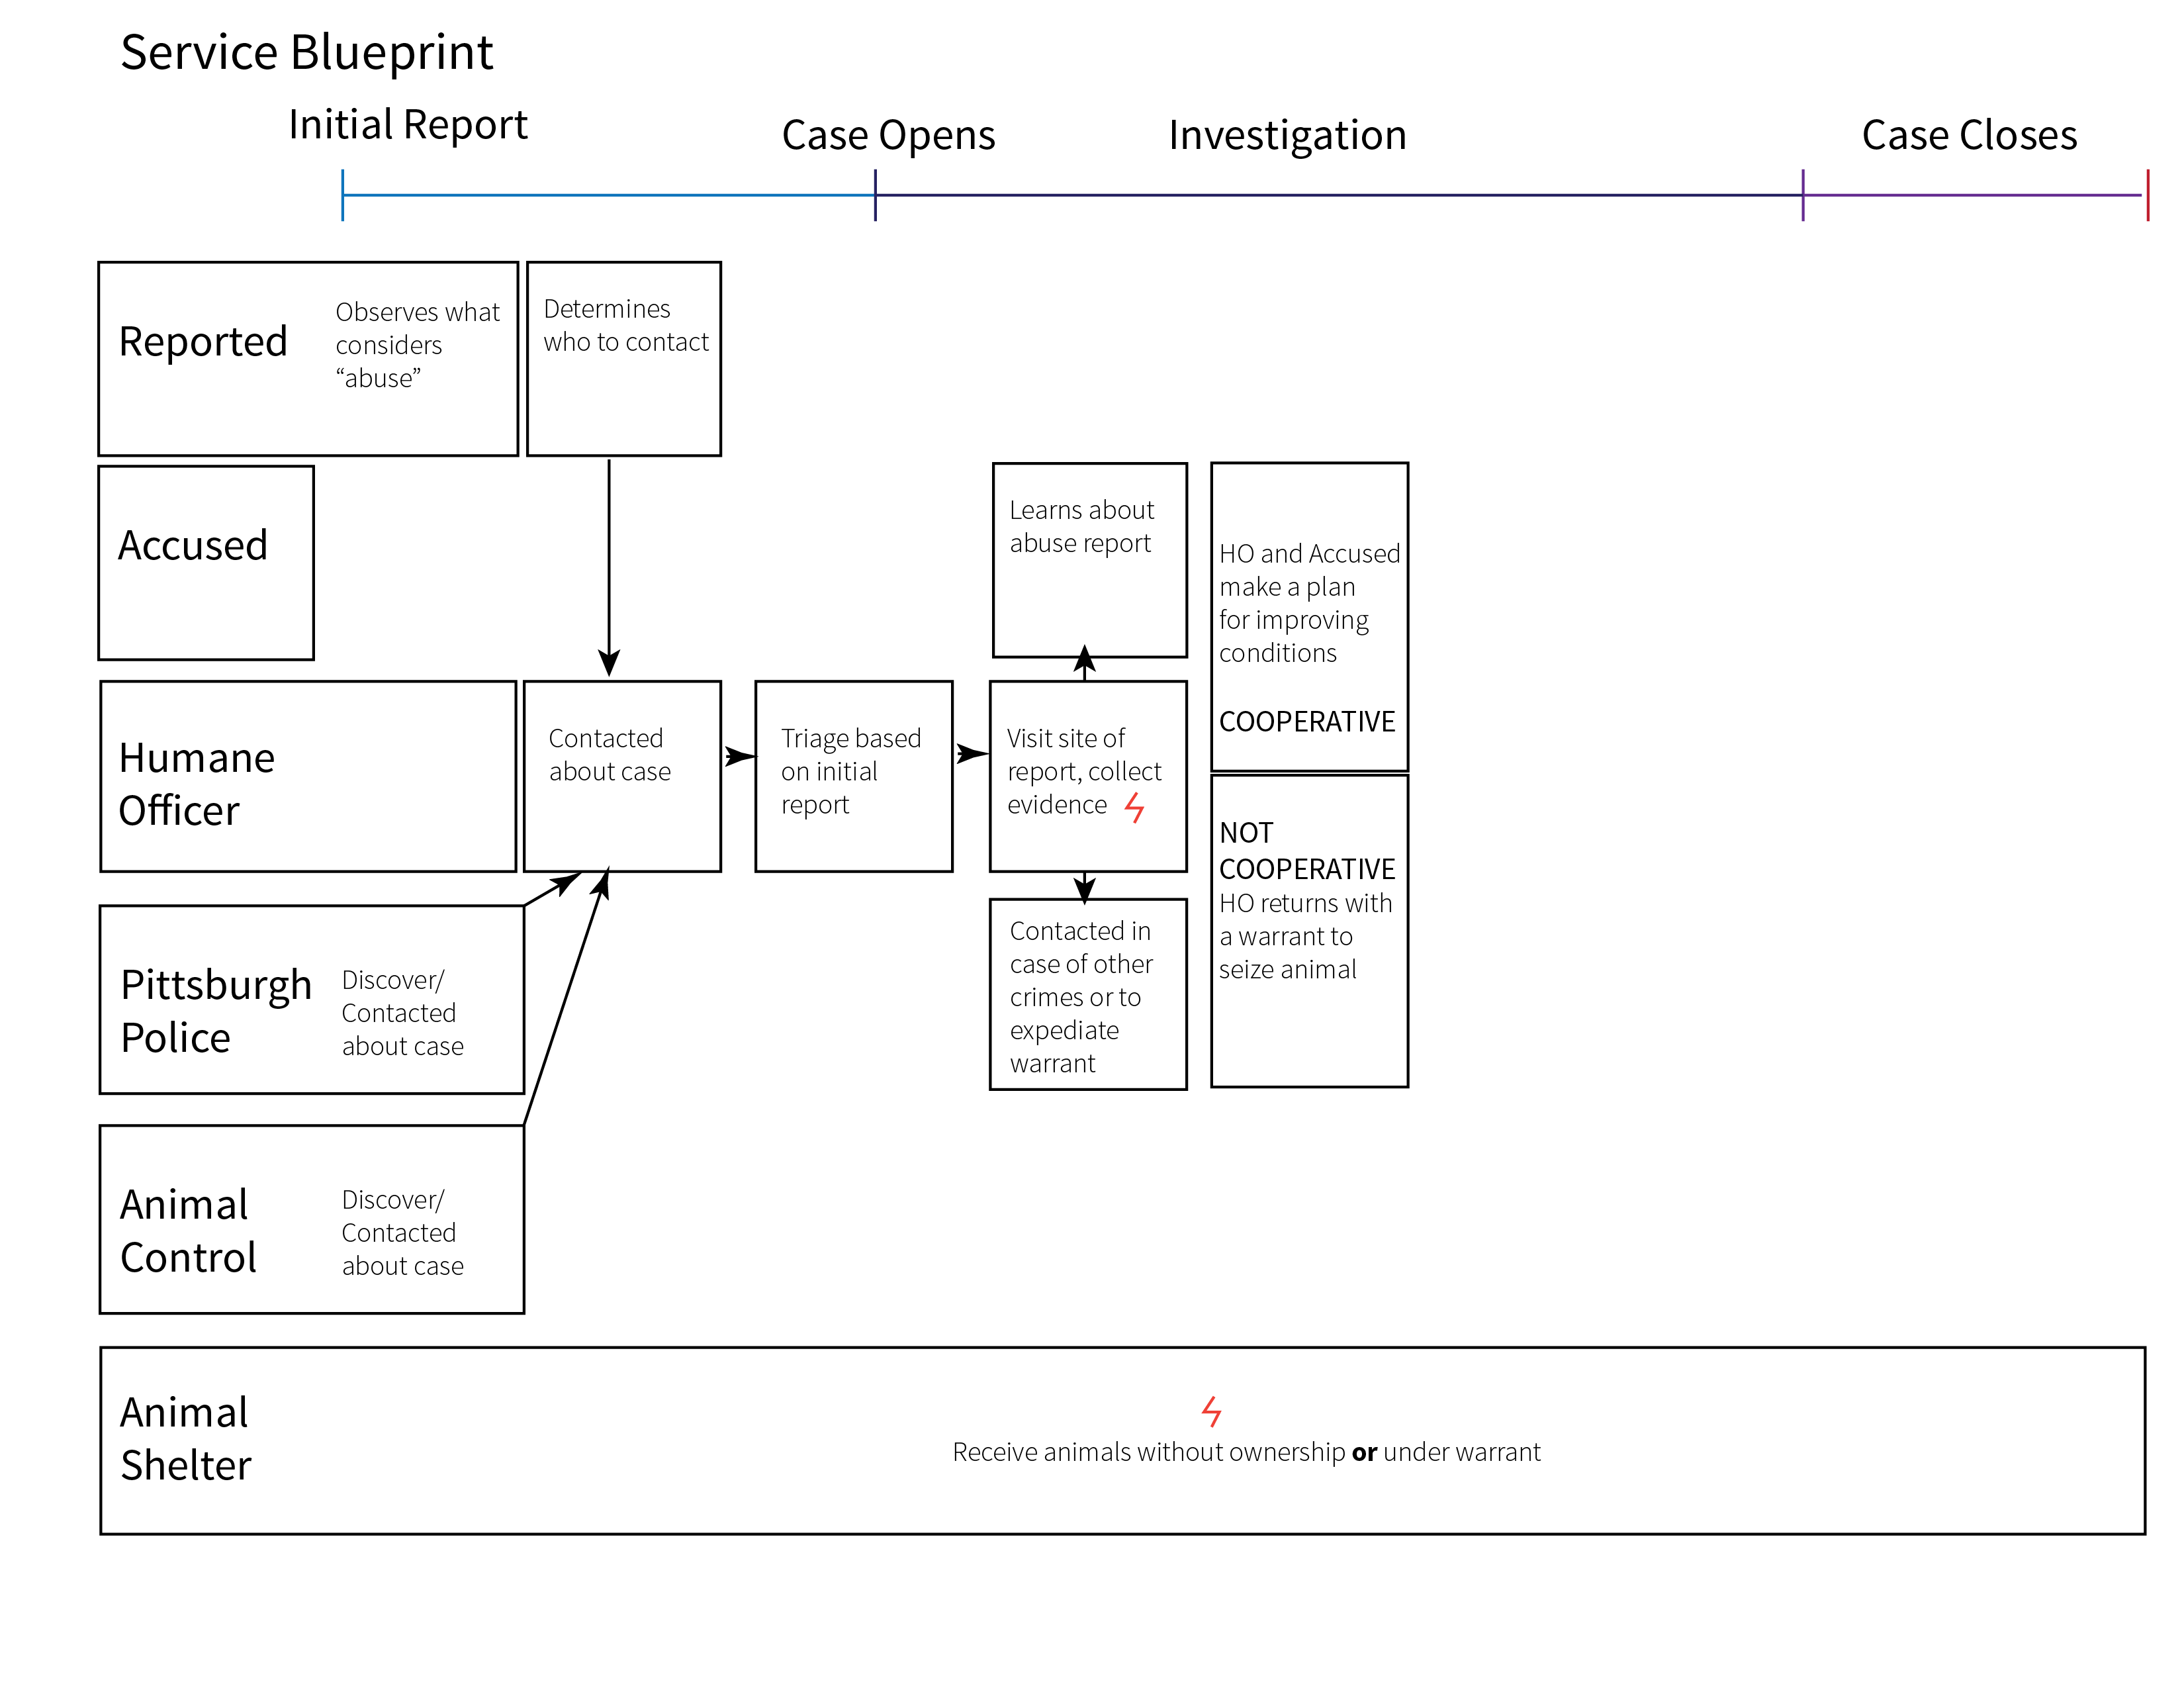 Service Blueprint
Initial Report
Case Opens
Investigation
Case Closes
Reported
Observes what
considers
“abuse”
Determines
who to contact
Accused
Learns about
abuse report
HO and Accused
make a plan
for improving
conditions
COOPERATIVE
Humane
Officer
Contacted
about case
Triage based
on initial
report
Visit site of
report, collect
evidence
NOT
COOPERATIVE
HO returns with
a warrant to
seize animal
Pittsburgh
Police
Discover/
Contacted
about case
Contacted in
case of other
crimes or to
expediate
warrant
Animal
Control
Discover/
Contacted
about case
Animal
Shelter
Receive animals without ownership or under warrant